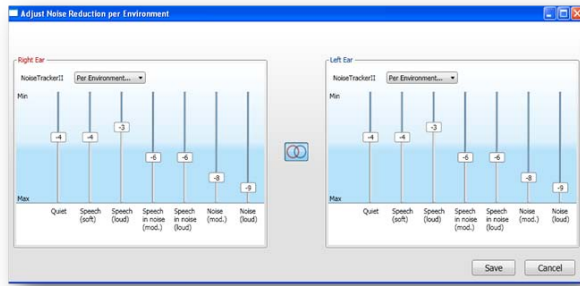 Adjust Noise Reduction per Environment
Right Ear
NoiseTrackerII Per Environment...
Min
-4 -4 -3 -6 -6 -8 -9
Max
Quiet Speech (soft) Speech (loud) Speech in noise (mod.) Speech in noise (loud) Noise (mod.) Noise (loud)
Left Ear
NoiseTrackerII Per Environment...
Min
-4 -4 -3 -6 -6 -8 -9
Max
Quiet Speech (soft) Speech (loud) Speech in noise (mod.) Speech in noise (loud) Noise (mod.) Noise (loud)
Save Cancel